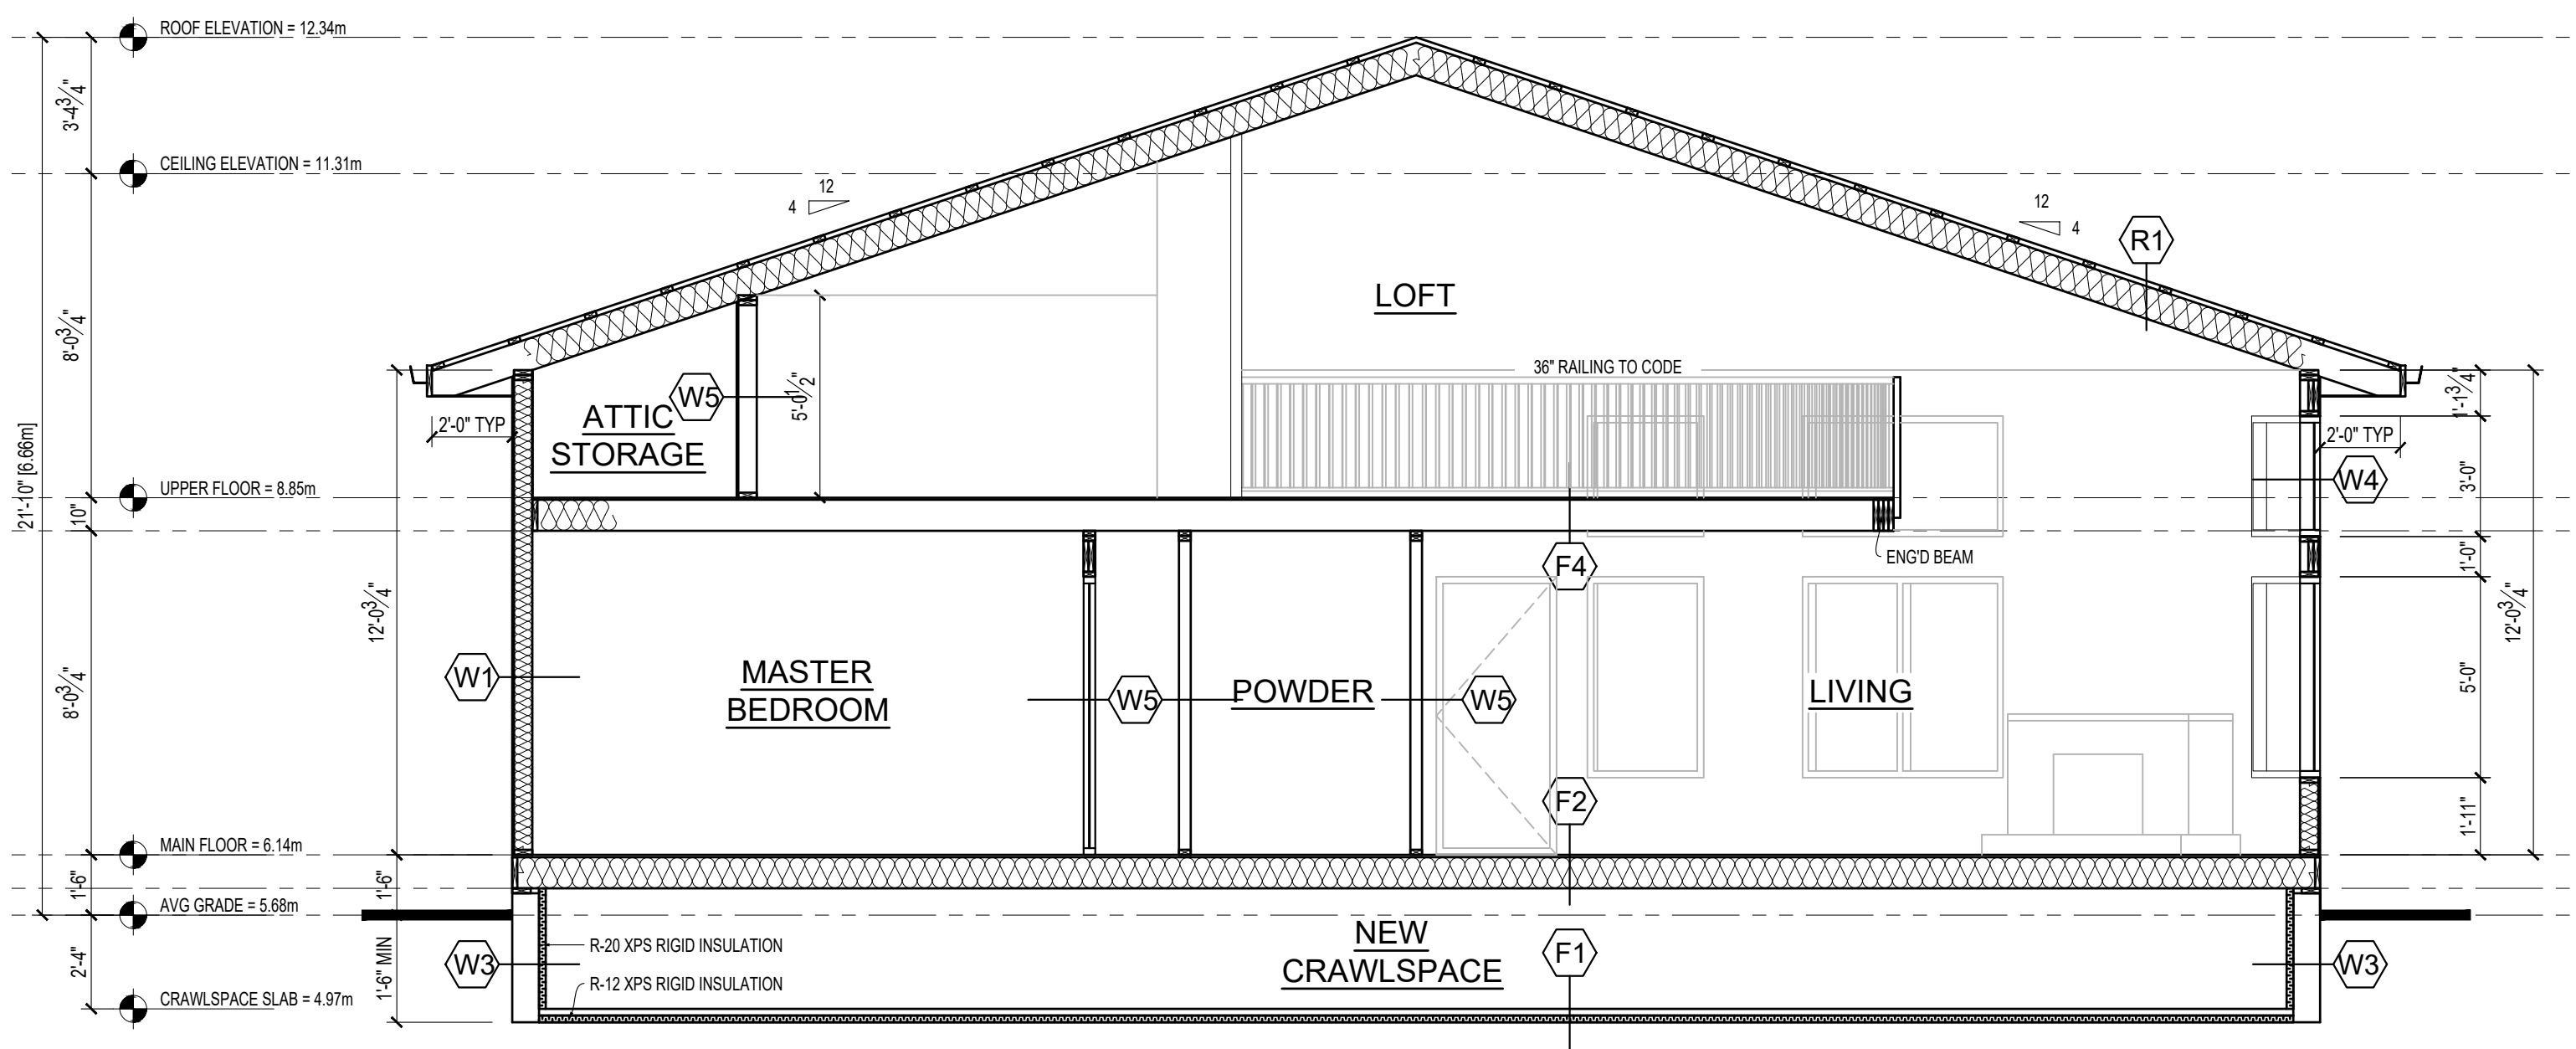 ROOF ELEVATION = 12.34m
3'-4 3/4"
CEILING ELEVATION = 11.31m
12
4
12
4
R1
LOFT
8'-0 3/4"
36" RAILING TO CODE
W5
5'-0 1/2"
ATTIC
STORAGE
2'-0" TYP
1'-1 3/4"
2'-0" TYP
W4
3'-0"
UPPER FLOOR = 8.85m
21'-10" [6.66m]
10"
ENG'D BEAM
F4
1'-0"
12'-0 3/4"
12'-0 3/4"
8'-0 3/4"
W1
MASTER
BEDROOM
W5
POWDER
W5
LIVING
5'-0"
F2
1'-11"
MAIN FLOOR = 6.14m
1'-6"
1'-6"
AVG GRADE = 5.68m
R-20 XPS RIGID INSULATION
NEW
CRAWLSPACE
F1
W3
W3
2'-4"
1'-6" MIN
R-12 XPS RIGID INSULATION
CRAWLSPACE SLAB = 4.97m